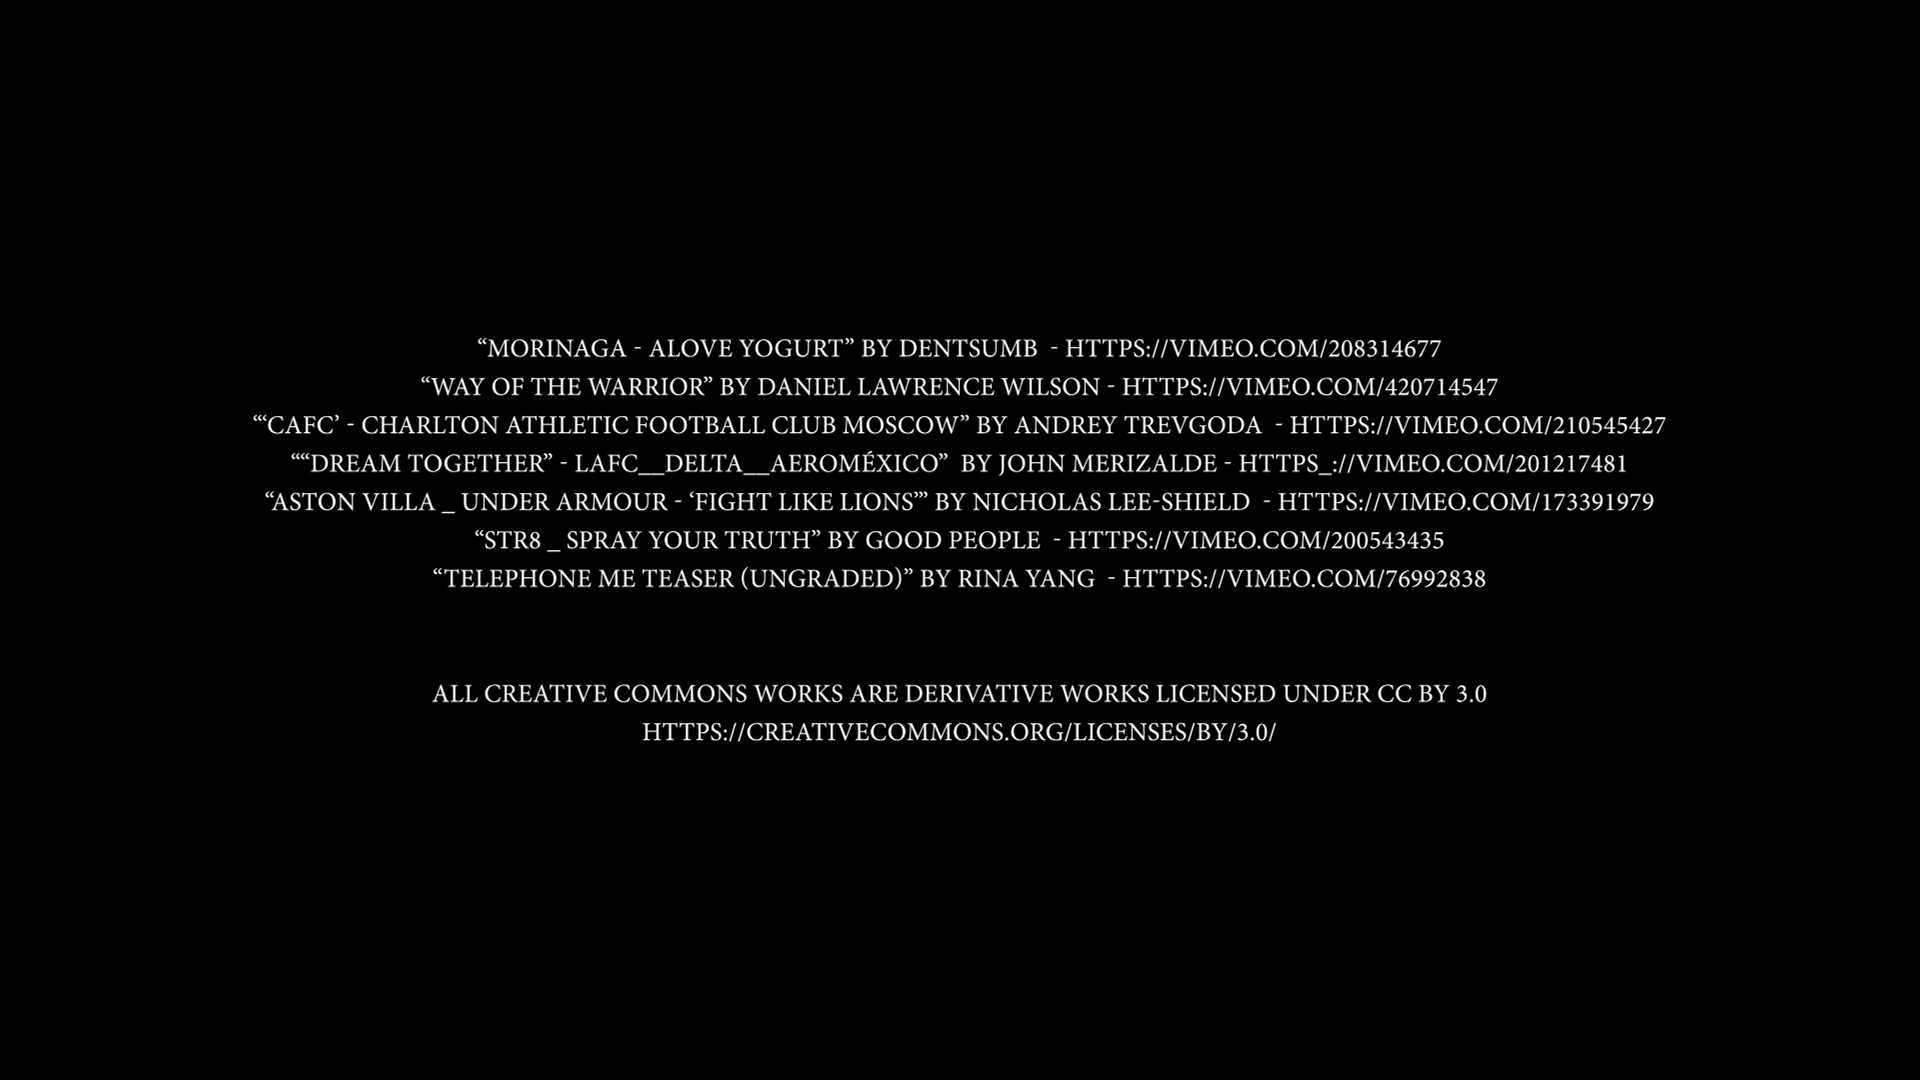 “MORINAGA - ALOVE YOGURT” BY DENTSUMB - HTTPS://VIMEO.COM/208314677
“WAY OF THE WARRIOR” BY DANIEL LAWRENCE WILSON - HTTPS://VIMEO.COM/420714547
“‘CAFC’ - CHARLTON ATHLETIC FOOTBALL CLUB MOSCOW” BY ANDREY TREVGODA - HTTPS://VIMEO.COM/210545427
““DREAM TOGETHER” - LAFC__DELTA__AEROMÉXICO” BY JOHN MERIZALDE - HTTPS_://VIMEO.COM/201217481
“ASTON VILLA _ UNDER ARMOUR - ‘FIGHT LIKE LIONS’” BY NICHOLAS LEE-SHIELD - HTTPS://VIMEO.COM/173391979
“STR8 _ SPRAY YOUR TRUTH” BY GOOD PEOPLE - HTTPS://VIMEO.COM/200543435
“TELEPHONE ME TEASER (UNGRADED)” BY RINA YANG - HTTPS://VIMEO.COM/76992838
ALL CREATIVE COMMONS WORKS ARE DERIVATIVE WORKS LICENSED UNDER CC BY 3.0
HTTPS://CREATIVECOMMONS.ORG/LICENSES/BY/3.0/